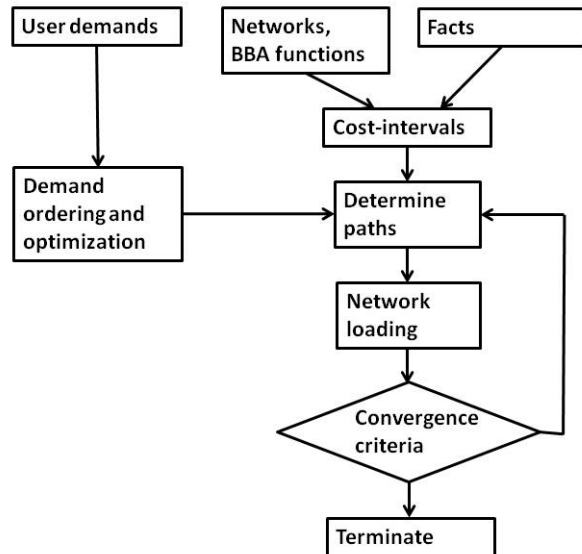 User demands
Networks,
BBA functions
Facts
Cost-intervals
Demand
ordering and
optimization
Determine
paths
Network
loading
Convergence
criteria
Terminate